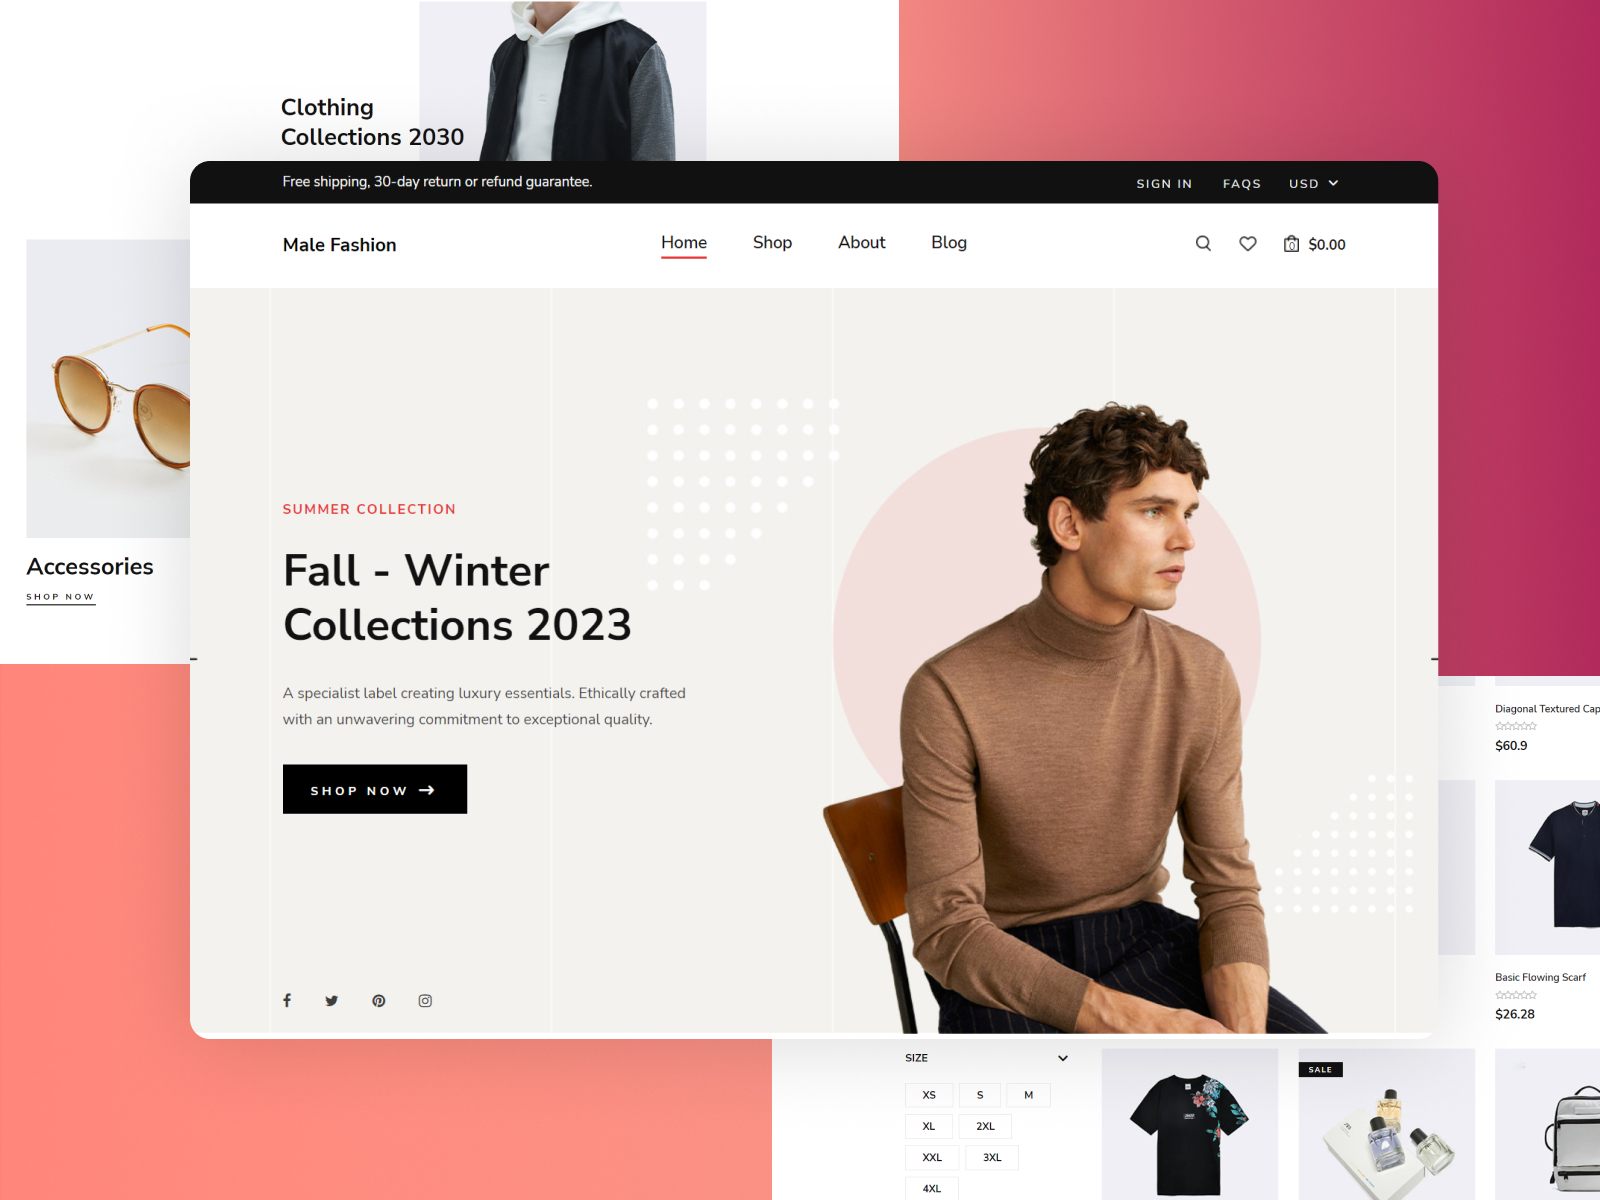 Clothing
Collections 2030
Free shipping, 30-day return or refund guarantee.
SIGN IN
FAQS
USD
Male Fashion
Home
Shop
About
Blog
0
$0.00
SUMMER COLLECTION
Fall - Winter
Collections 2023
A specialist label creating luxury essentials. Ethically crafted
with an unwavering commitment to exceptional quality.
SHOP NOW
Accessories
SHOP NOW
Diagonal Textured Cap
$60.9
Basic Flowing Scarf
$26.28
SIZE
XS
S
M
XL
2XL
XXL
3XL
4XL
SALE